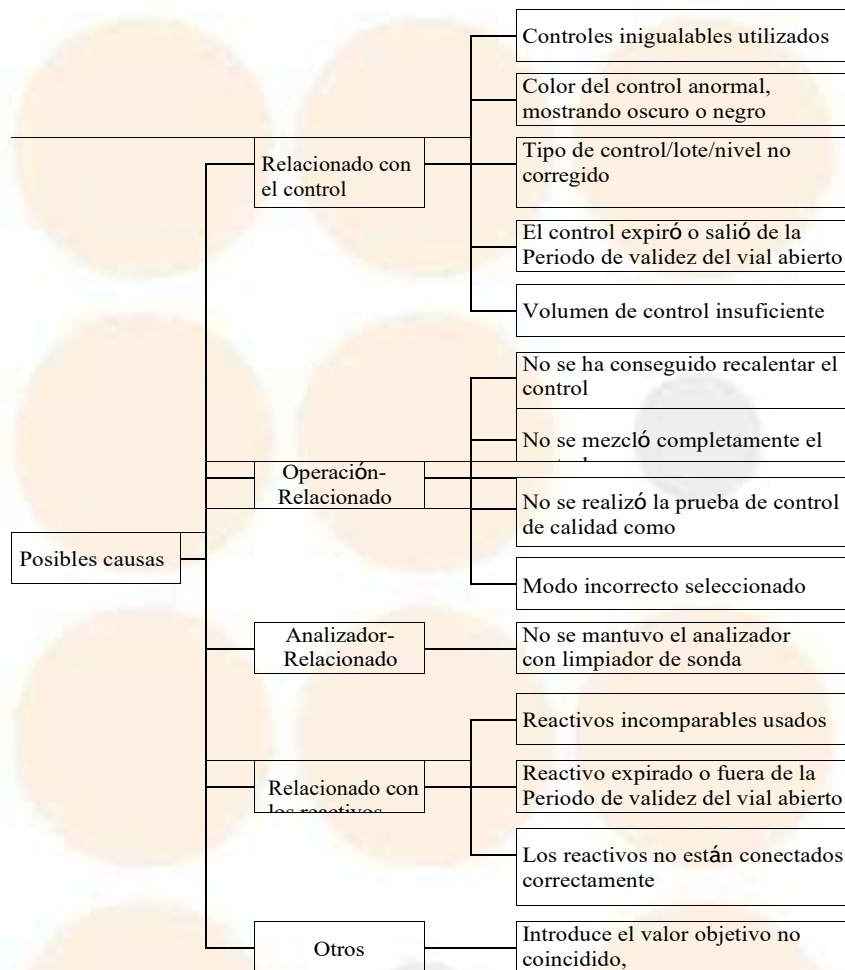 Controles inigualables utilizados
Color del control anormal,
mostrando oscuro o negro
Relacionado con
el control
Tipo de control/lote/nivel no
corregido
El control expiró o salió de la
Periodo de validez del vial abierto
Volumen de control insuficiente
No se ha conseguido recalentar el
control
No se mezcló completamente el
Operación-
Relacionado
No se realizó la prueba de control
de calidad como
Posibles causas
Modo incorrecto seleccionado
Analizador-
Relacionado
No se mantuvo el analizador
con limpiador de sonda
Reactivos incomparables usados
Relacionado con
los reactivos
Reactivo expirado o fuera de la
Periodo de validez del vial abierto
Los reactivos no están conectados
correctamente
Otros
Introduce el valor objetivo no
coincidido,